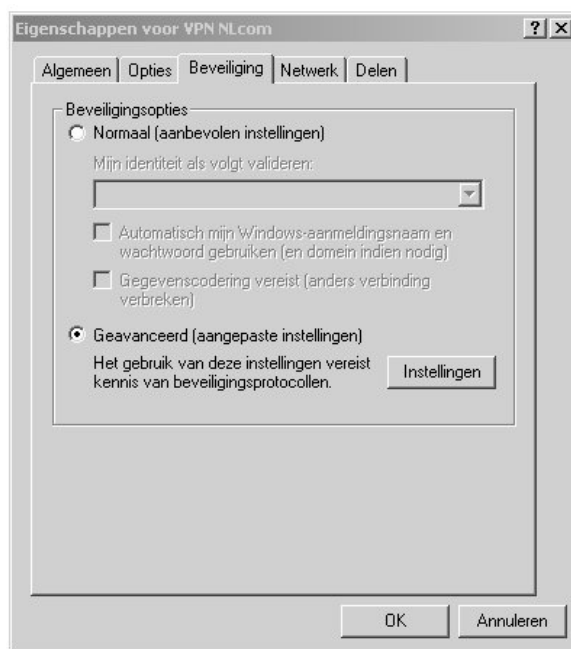 Eigenschappen voor VPN NLcom
Algemeen Opties Beveiliging Netwerk Delen
Beveiligingsopties
Normaal (aanbevolen instellingen)
Mijn identiteit als volgt valideren:
Automatisch mijn Windows-aanmeldingsnaam en
wachtwoord gebruiken (en domein indien nodig)
Gegevenscodering vereist (anders verbinding
verbreken)
Geavanceerd (aangepaste instellingen)
Het gebruik van deze instellingen vereist
kennis van beveiligingsprotocollen.
Instellingen
OK Annuleren